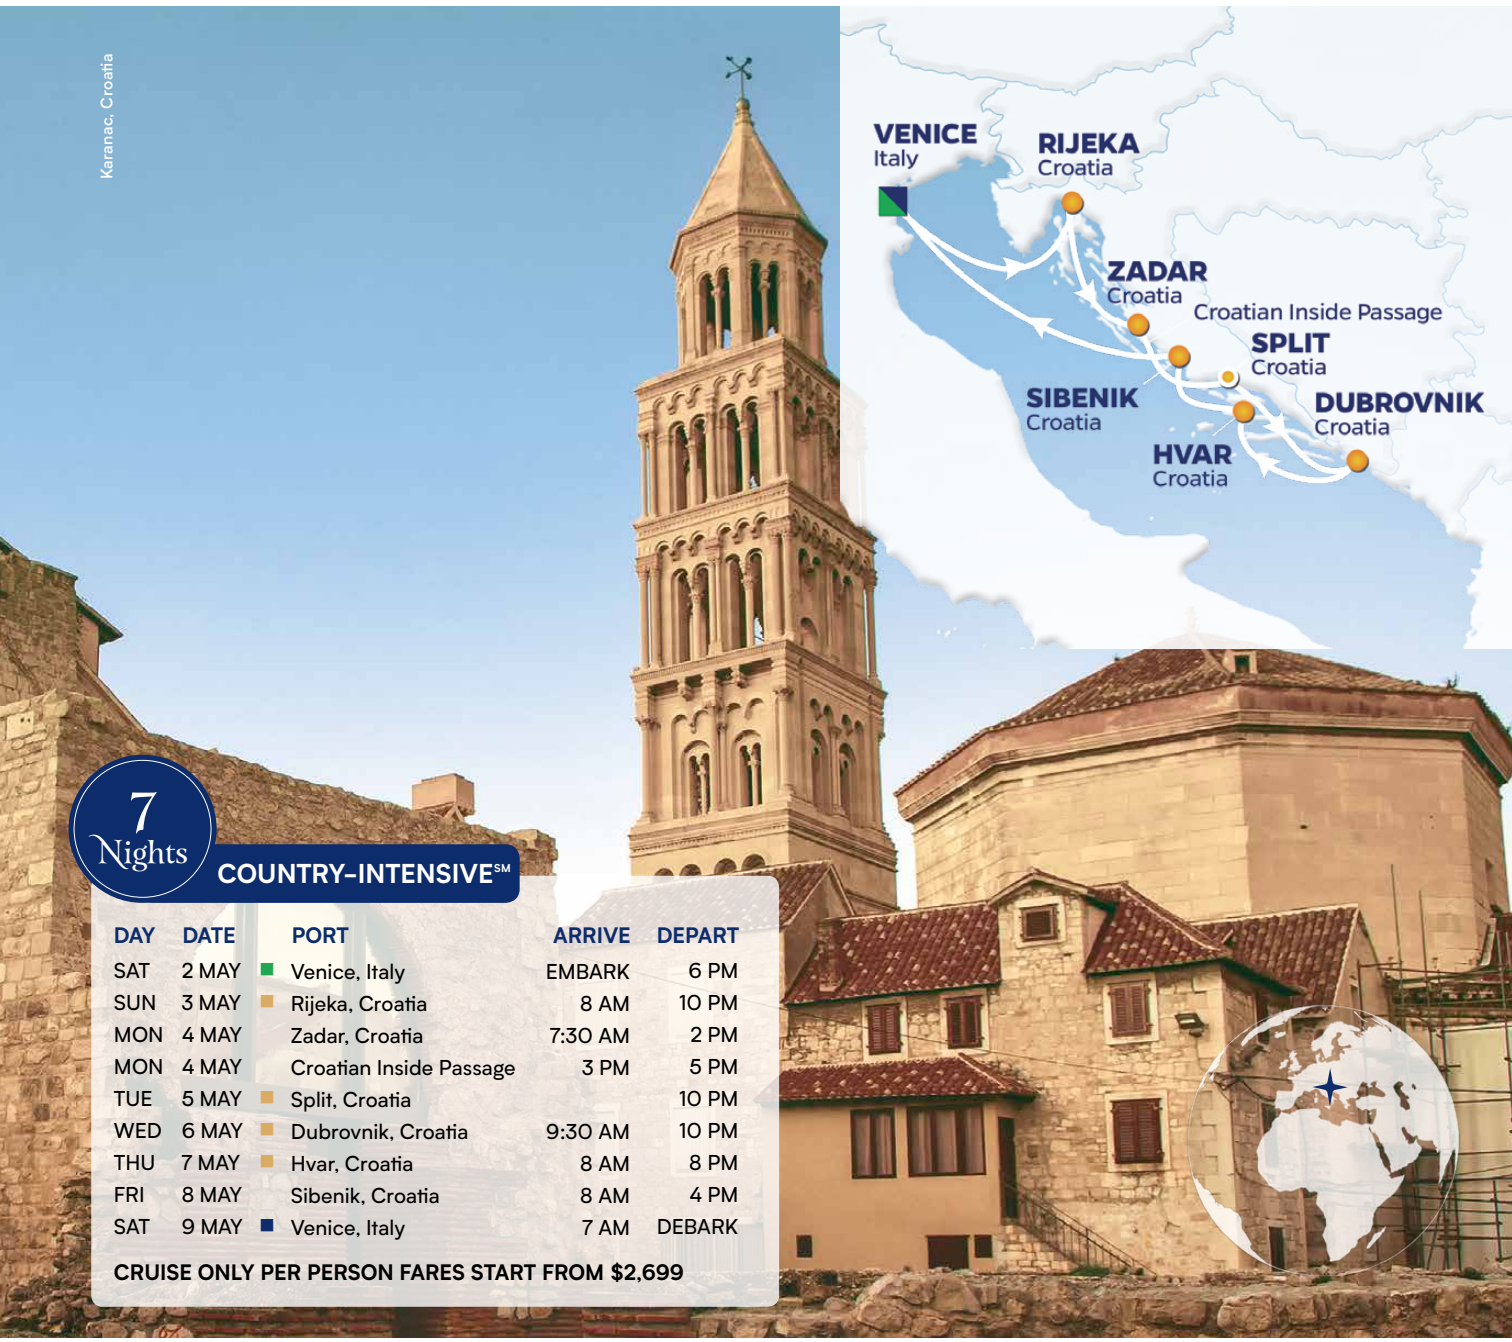 Karanac, Croatia
VENICE
Italy
RIJEKA
Croatia
ZADAR
Croatia
Croatian Inside Passage
SPLIT
Croatia
SIBENIK
Croatia
DUBROVNIK
Croatia
HVAR
Croatia
7
Nights
COUNTRY-INTENSIVE℠
DAY DATE PORT ARRIVE DEPART
SAT 2 MAY Venice, Italy EMBARK 6 PM
SUN 3 MAY Rijeka, Croatia 8 AM 10 PM
MON 4 MAY Zadar, Croatia 7:30 AM 2 PM
MON 4 MAY Croatian Inside Passage 3 PM 5 PM
TUE 5 MAY Split, Croatia 10 PM
WED 6 MAY Dubrovnik, Croatia 9:30 AM 10 PM
THU 7 MAY Hvar, Croatia 8 AM 8 PM
FRI 8 MAY Sibenik, Croatia 8 AM 4 PM
SAT 9 MAY Venice, Italy 7 AM DEBARK
CRUISE ONLY PER PERSON FARES START FROM $2,699